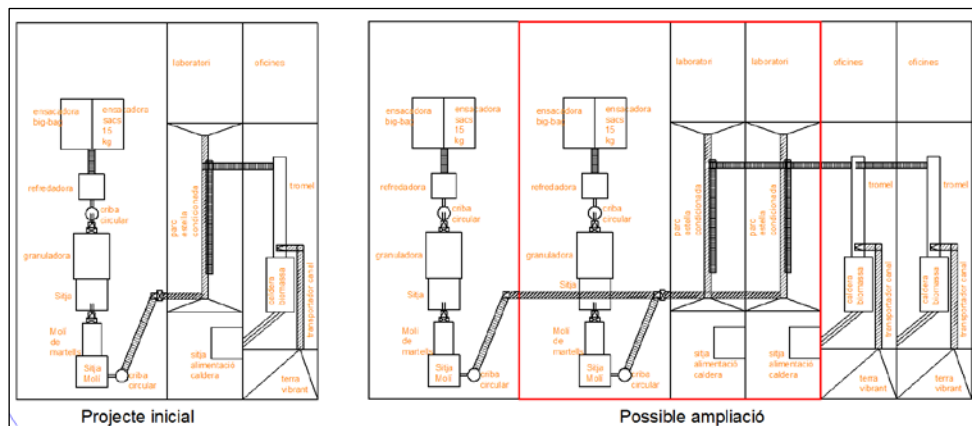 laboratori
oficines
ensacadora
big-bag
ensacadora
sacs
15
kg
refredadora
criba
circular
granuladora
Sitja
Molí
de
martells
Sitja
Molí
criba
circular
parc
estella
condicionada
tromel
caldera
biomassa
transportador canal
sitja
alimentació
caldera
terra
vibrant
Projecte inicial
laboratori
laboratori
oficines
oficines
ensacadora
big-bag
ensacadora
sacs
15
kg
ensacadora
big-bag
ensacadora
sacs
15
kg
refredadora
criba
circular
refredadora
criba
circular
granuladora
granuladora
Sitja
Sitja
Molí
de
martells
Molí
de
martells
Sitja
Molí
criba
circular
Sitja
Molí
criba
circular
parc
estella
condicionada
parc
estella
condicionada
tromel
tromel
caldera
biomassa
transportador canal
caldera
biomassa
transportador canal
sitja
alimentació
caldera
sitja
alimentació
caldera
terra
vibrant
terra
vibrant
Possible ampliació